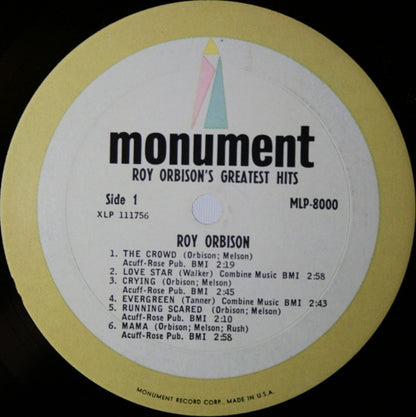 monument
ROY ORBISON'S GREATEST HITS
Side 1 MLP-8000
XLP 111756
ROY ORBISON
1. THE CROWD (Orbison; Melson)
Acuff-Rose Pub. BMI 2:19
2. LOVE STAR (Walker) Combine Music BMI 2:58
3. CRYING (Orbison; Melson)
Acuff-Rose Pub. BMI 2:45
4. EVERGREEN (Tanner) Combine Music BMI 2:43
5. RUNNING SCARED (Orbison; Melson)
Acuff-Rose Pub. BMI 2:10
6. MAMA (Orbison; Melson; Rush)
Acuff-Rose Pub. BMI 2:58
MONUMENT RECORD CORP., MADE IN U.S.A.